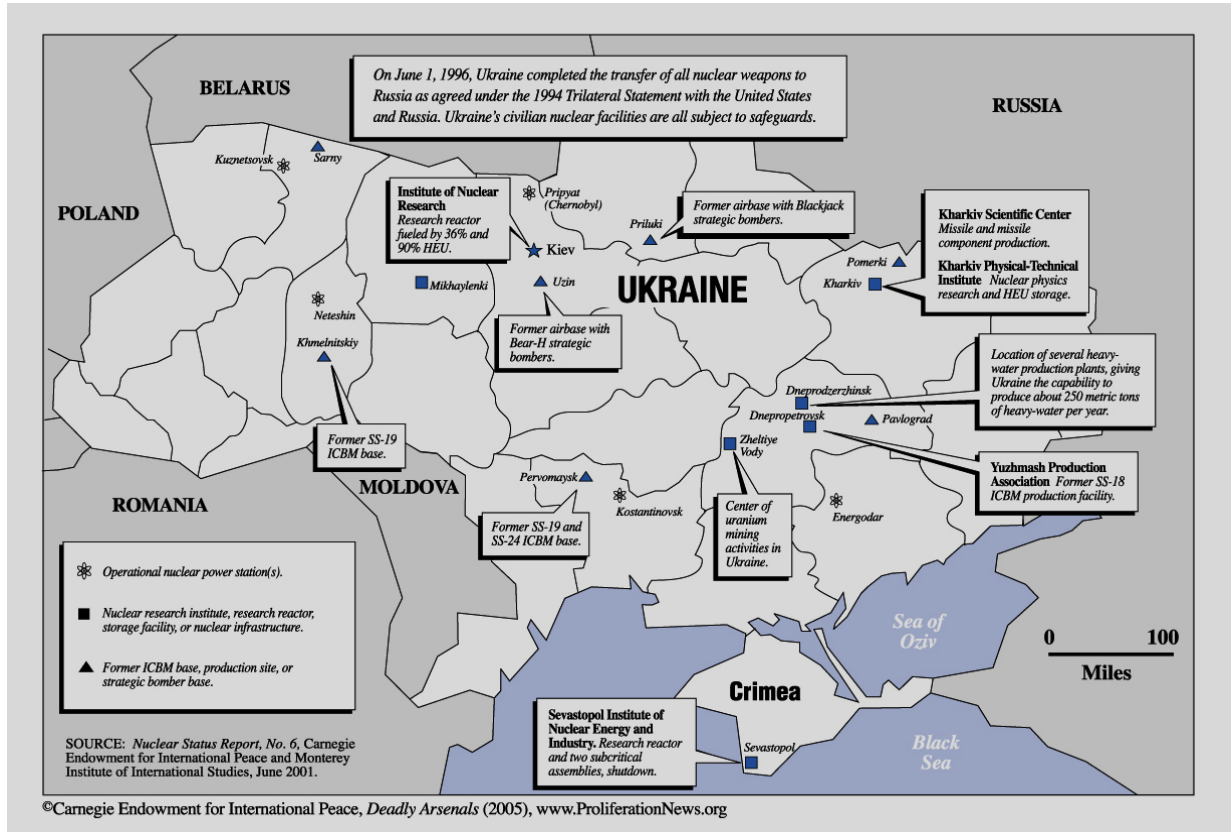 On June 1, 1996, Ukraine completed the transfer of all nuclear weapons to
Russia as agreed under the 1994 Trilateral Statement with the United States
and Russia. Ukraine's civilian nuclear facilities are all subject to safeguards.
BELARUS
RUSSIA
POLAND
Kuznetsovsk
Sarny
Institute of Nuclear
Research
Research reactor
fueled by 36% and
90% HEU.
Pripyat
(Chernobyl)
Former airbase with Blackjack
strategic bombers.
Priluki
Kharkiv Scientific Center
Missile and missile
component production.
Kharkiv Physical-Technical
Institute Nuclear physics
research and HEU storage.
Kiev
Pomerki
Kharkiv
Mikhaylenki
Uzin
UKRAINE
Neteshin
Khmelnitskiy
Former airbase with
Bear-H strategic
bombers.
Location of several heavy-
water production plants, giving
Ukraine the capability to
produce about 250 metric tons
of heavy-water per year.
Dneprodzerzhinsk
Dnepropetrovsk
Pavlograd
Former SS-19
ICBM base.
Zheltiye
Vody
Yuzhmash Production
Association Former SS-18
ICBM production facility.
MOLDOVA
ROMANIA
Pervomaysk
Kostantinovsk
Energodar
Former SS-19 and
SS-24 ICBM base.
Center of
uranium
mining
activities in
Ukraine.
Operational nuclear power station(s).
Nuclear research institute, research reactor,
storage facility, or nuclear infrastructure.
Former ICBM base, production site, or
strategic bomber base.
Sea of
Oziv
0 100
Miles
Crimea
Sevastopol Institute of
Nuclear Energy and
Industry. Research reactor
and two subcritical
assemblies, shutdown.
Sevastopol
Black
Sea
SOURCE: Nuclear Status Report, No. 6, Carnegie
Endowment for International Peace and Monterey
Institute of International Studies, June 2001.
©Carnegie Endowment for International Peace, Deadly Arsenals (2005), www.ProliferationNews.org